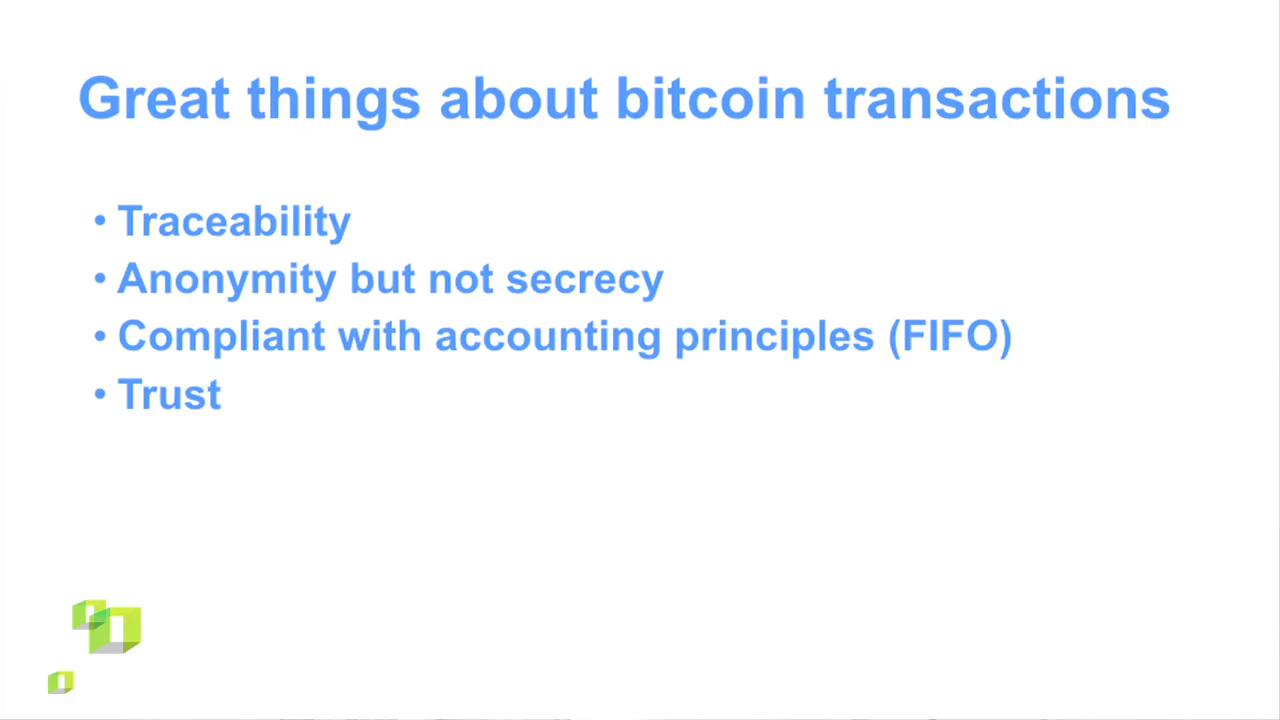 Great things about bitcoin transactions
• Traceability
• Anonymity but not secrecy
• Compliant with accounting principles (FIFO)
• Trust